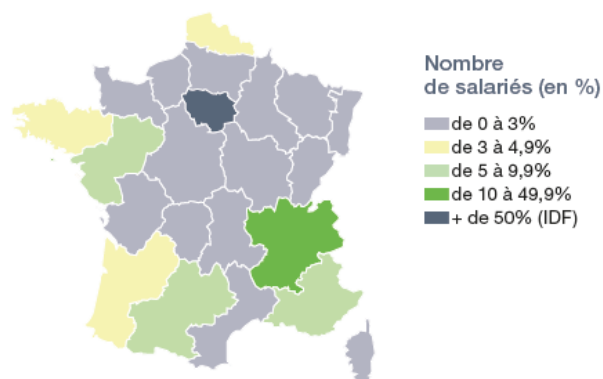 Nombre
de salariés (en %)
de 0 à 3%
de 3 à 4,9%
de 5 à 9,9%
de 10 à 49,9%
+ de 50% (IDF)